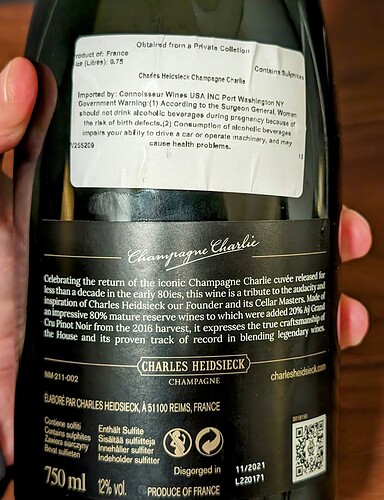 Obtained from a Private Colletion
Product of: France
Size (Litres): 0.75
Contains Sulphites
Charles Heidsieck Champagne Charlie
Imported by: Connoisseur Wines USA INC Port Washington NY
Government Warning:(1) According to the Surgeon General, Women
should not drink alcoholic beverages during pregnancy because of
the risk of birth defects.(2) Consumption of alcoholic beverages
impairs your ability to drive a car or operate machinery, and may
cause health problems.
/255209
Champagne Charlie
Celebrating the return of the iconic Champagne Charlie cuvée released for
less than a decade in the early 80ies, this wine is a tribute to the audacity and
inspiration of Charles Heidsieck our Founder and its Cellar Masters. Made of
an impressive 80% mature reserve wines to which were added 20% Aÿ Grand
Cru Pinot Noir from the 2016 harvest, it expresses the true craftsmanship of
the House and its proven track of record in blending legendary wines.
CHARLES HEIDSIECK
CHAMPAGNE
NM-211-002
charlesheidsieck.com
ÉLABORÉ PAR CHARLES HEIDSIECK, À 51100 REIMS, FRANCE
Contiene solfiti
Contains sulphites
Zawiera siarczyny
Bevat sulfieten
Enthält Sulfite
Sisältää sulfiitteja
Innehåller sulfiter
Indeholder sulfitter
Disgorged in
11/2021
L220171
750 ml
12% vol.
PRODUCE OF FRANCE